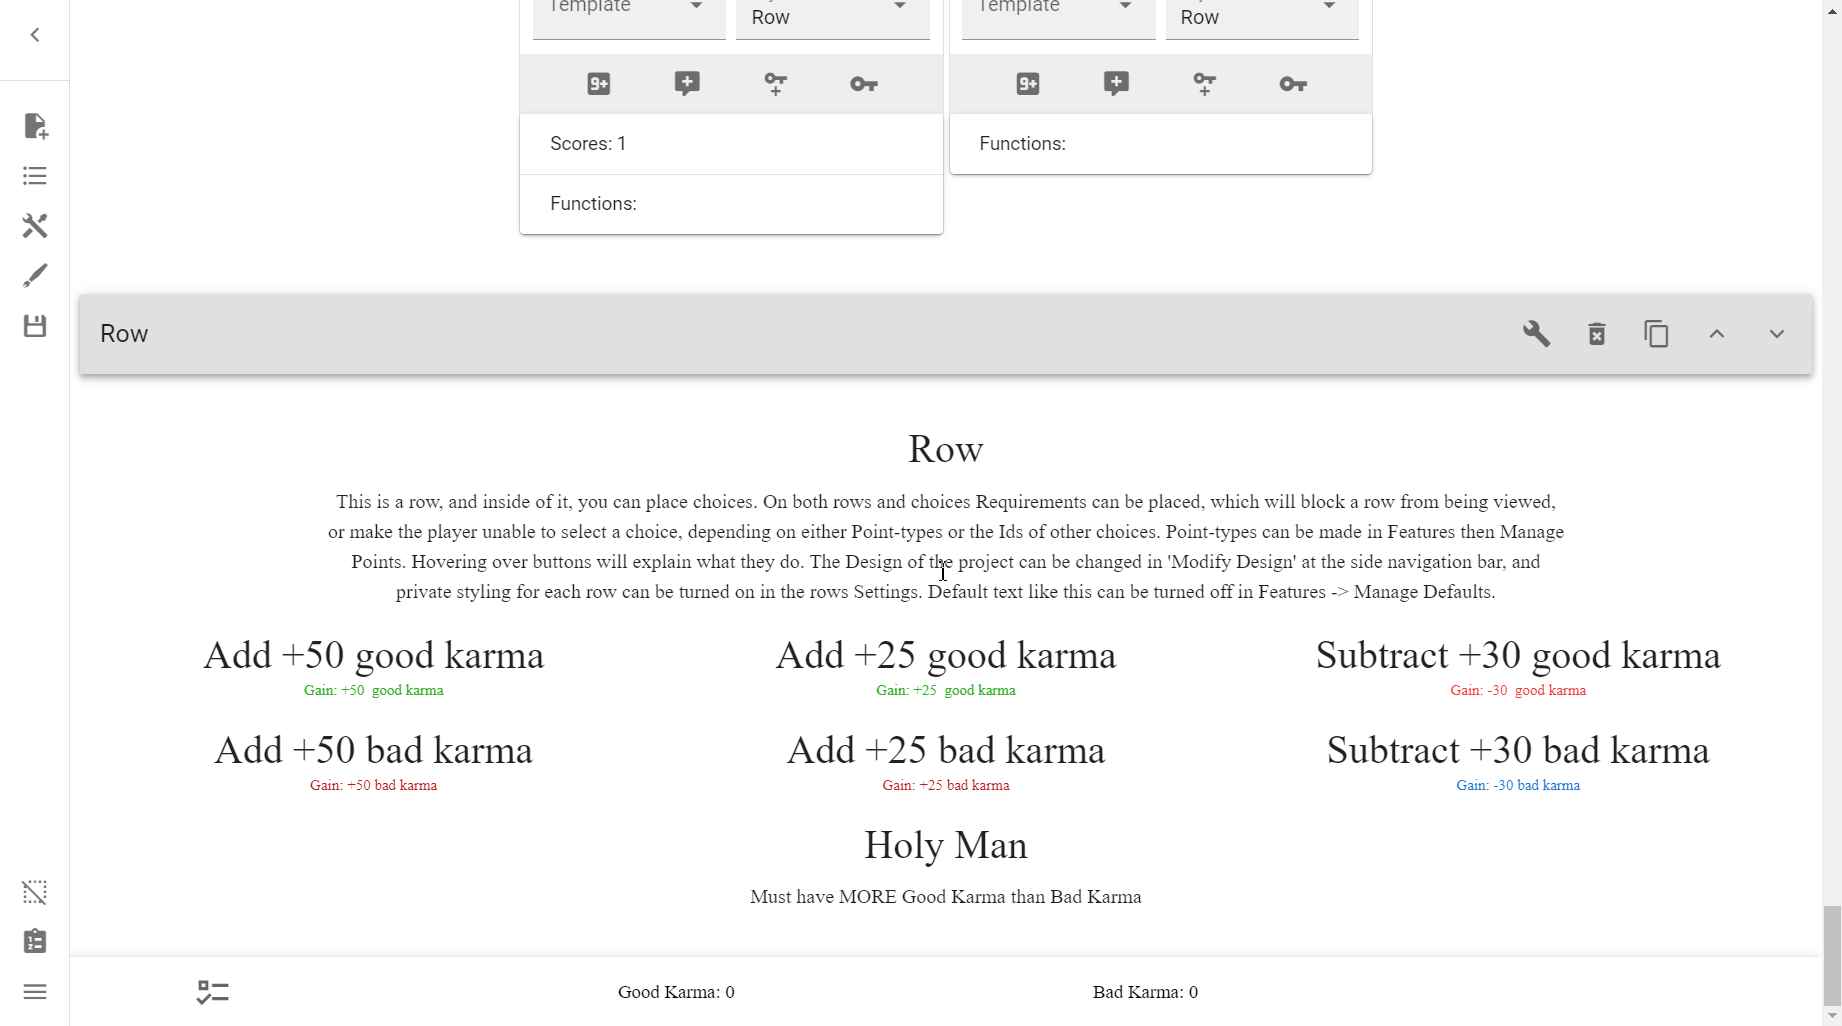 Template
Row
Template
Row
9+
9+
Scores: 1
Functions:
Functions:
Row
Row
This is a row, and inside of it, you can place choices. On both rows and choices Requirements can be placed, which will block a row from being viewed,
or make the player unable to select a choice, depending on either Point-types or the Ids of other choices. Point-types can be made in Features then Manage
Points. Hovering over buttons will explain what they do. The Design of the project can be changed in 'Modify Design' at the side navigation bar, and
private styling for each row can be turned on in the rows Settings. Default text like this can be turned off in Features -> Manage Defaults.
Add +50 good karma
Gain: +50 good karma
Add +25 good karma
Gain: +25 good karma
Subtract +30 good karma
Gain: -30 good karma
Add +50 bad karma
Gain: +50 bad karma
Add +25 bad karma
Gain: +25 bad karma
Subtract +30 bad karma
Gain: -30 bad karma
Holy Man
Must have MORE Good Karma than Bad Karma
Good Karma: 0
Bad Karma: 0